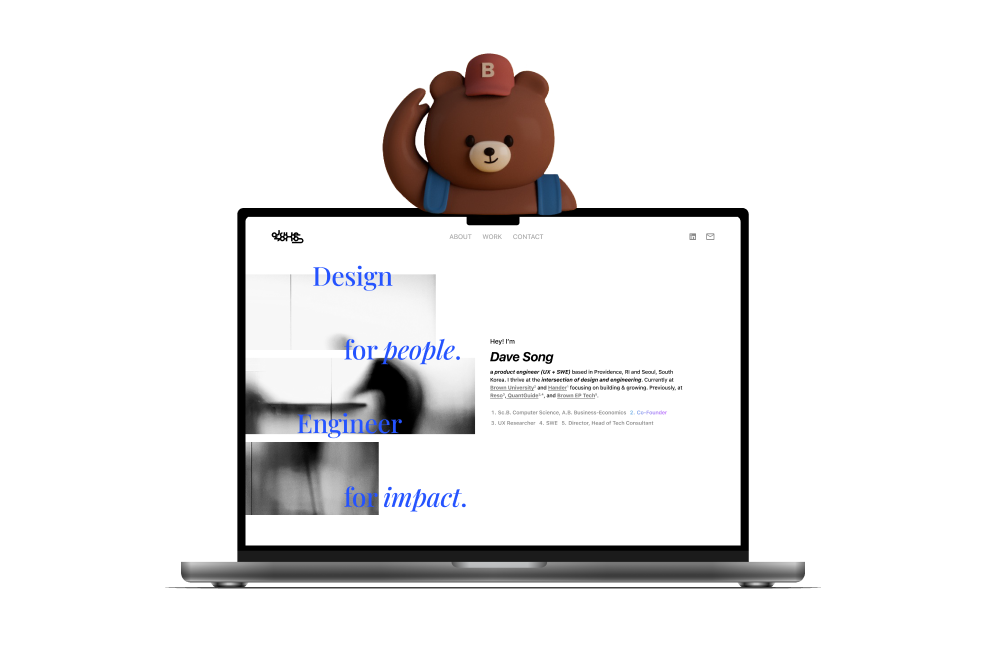 B
ABOUT WORK CONTACT
Design
for people.
Engineer
for impact.
Hey! I'm
Dave Song
a product engineer (UX + SWE) based in Providence, RI and Seoul, South
Korea. I thrive at the intersection of design and engineering. Currently at
Brown University¹ and Hander² focusing on building & growing. Previously, at
Reso³, QuantGuide³˒⁴, and Brown EP Tech⁵.
1. Sc.B. Computer Science, A.B. Business-Economics 2. Co-Founder
3. UX Researcher 4. SWE 5. Director, Head of Tech Consultant